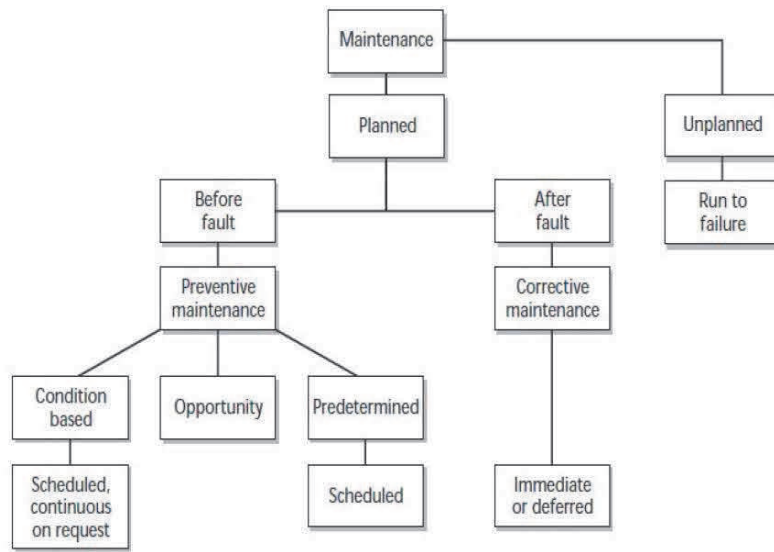 Maintenance
Planned
Unplanned
Before
fault
After
fault
Run to
failure
Preventive
maintenance
Corrective
maintenance
Condition
based
Opportunity
Predetermined
Scheduled,
continuous
on request
Scheduled
Immediate
or deferred